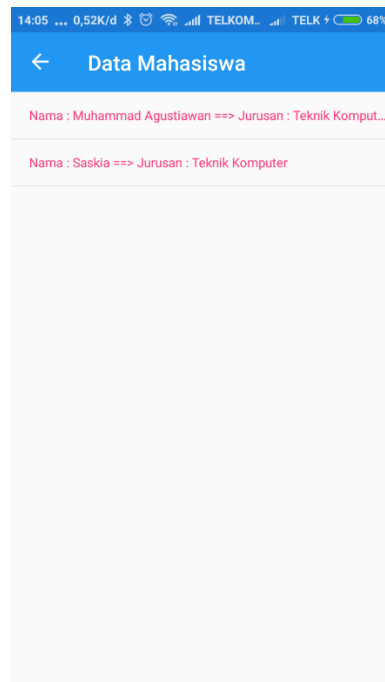 14:05 ... 0,52K/d TELKOM.. TELK 68%
Data Mahasiswa
Nama : Muhammad Agustiawan ==> Jurusan : Teknik Komput...
Nama : Saskia ==> Jurusan : Teknik Komputer